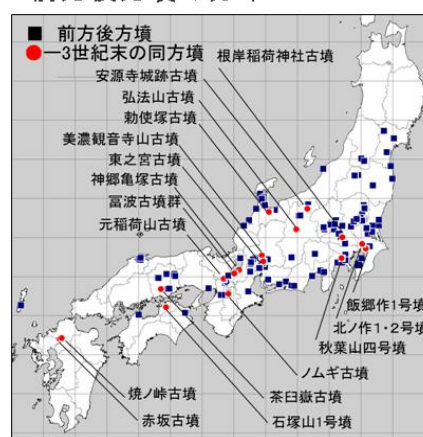 前方後方墳
―3世紀末の同方墳
根岸稲荷神社古墳
安源寺城跡古墳
弘法山古墳
勅使塚古墳
美濃観音寺山古墳
東之宮古墳
神郷亀塚古墳
冨波古墳群
元稲荷山古墳
飯郷作1号墳
北ノ作1・2号墳
秋葉山四号墳
ノムギ古墳
茶臼嶽古墳
石塚山1号墳
焼ノ峠古墳
赤坂古墳